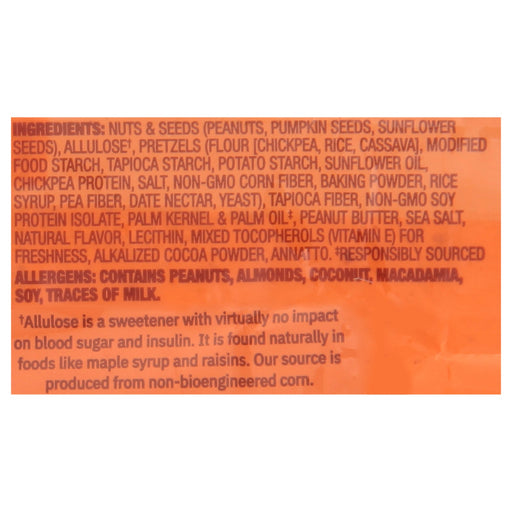 INGREDIENTS: NUTS & SEEDS (PEANUTS, PUMPKIN SEEDS, SUNFLOWER
SEEDS), ALLULOSE†, PRETZELS (FLOUR [CHICKPEA, RICE, CASSAVA], MODIFIED
FOOD STARCH, TAPIOCA STARCH, POTATO STARCH, SUNFLOWER OIL,
CHICKPEA PROTEIN, SALT, NON-GMO CORN FIBER, BAKING POWDER, RICE
SYRUP, PEA FIBER, DATE NECTAR, YEAST), TAPIOCA FIBER, NON-GMO SOY
PROTEIN ISOLATE, PALM KERNEL & PALM OIL‡, PEANUT BUTTER, SEA SALT,
NATURAL FLAVOR, LECITHIN, MIXED TOCOPHEROLS (VITAMIN E) FOR
FRESHNESS, ALKALIZED COCOA POWDER, ANNATTO. ‡RESPONSIBLY SOURCED
ALLERGENS: CONTAINS PEANUTS, ALMONDS, COCONUT, MACADAMIA,
SOY, TRACES OF MILK.
†Allulose is a sweetener with virtually no impact
on blood sugar and insulin. It is found naturally in
foods like maple syrup and raisins. Our source is
produced from non-bioengineered corn.